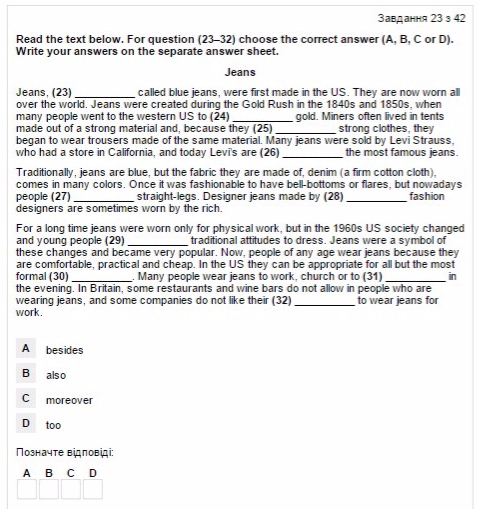 Завдання 23 з 42
Read the text below. For question (23–32) choose the correct answer (A, B, C or D).
Write your answers on the separate answer sheet.
Jeans
Jeans, (23) __________ called blue jeans, were first made in the US. They are now worn all
over the world. Jeans were created during the Gold Rush in the 1840s and 1850s, when
many people went to the western US to (24) __________ gold. Miners often lived in tents
made out of a strong material and, because they (25) __________ strong clothes, they
began to wear trousers made of the same material. Many jeans were sold by Levi Strauss,
who had a store in California, and today Levi's are (26) __________ the most famous jeans.
Traditionally, jeans are blue, but the fabric they are made of, denim (a firm cotton cloth),
comes in many colors. Once it was fashionable to have bell-bottoms or flares, but nowadays
people (27) __________ straight-legs. Designer jeans made by (28) __________ fashion
designers are sometimes worn by the rich.
For a long time jeans were worn only for physical work, but in the 1960s US society changed
and young people (29) __________ traditional attitudes to dress. Jeans were a symbol of
these changes and became very popular. Now, people of any age wear jeans because they
are comfortable, practical and cheap. In the US they can be appropriate for all but the most
formal (30) __________. Many people wear jeans to work, church or to (31) __________ in
the evening. In Britain, some restaurants and wine bars do not allow in people who are
wearing jeans, and some companies do not like their (32) __________ to wear jeans for
work.
A besides
B also
C moreover
D too
Позначте відповіді:
A B C D